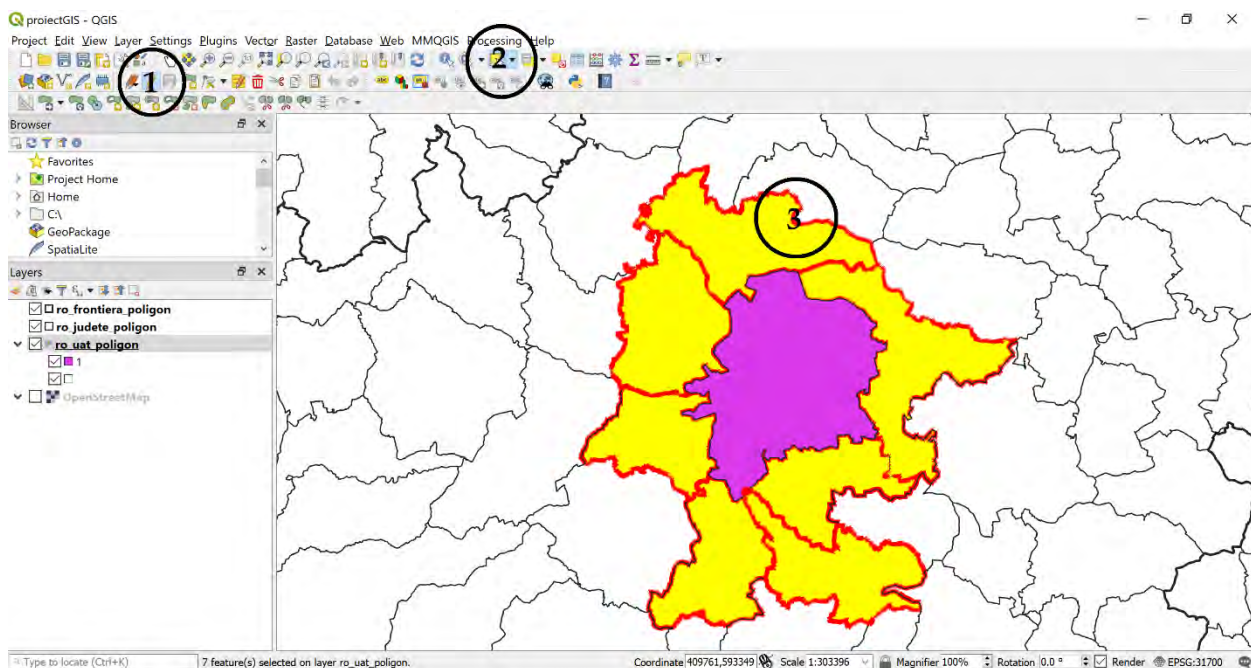 proiectGIS - QGIS
Project Edit View Layer Settings Plugins Vector Raster Database Web MMQGIS Processing Help
1
2
3
Browser
Favorites
Project Home
Home
C:\
GeoPackage
SpatiaLite
Layers
ro_frontiera_poligon
ro_judete_poligon
ro_uat_poligon
1
OpenStreetMap
Type to locate (Ctrl+K) 7 feature(s) selected on layer ro_uat_poligon. Coordinate 409761,593349 Scale 1:303396 Magnifier 100% Rotation 0.0 ° Render EPSG:31700